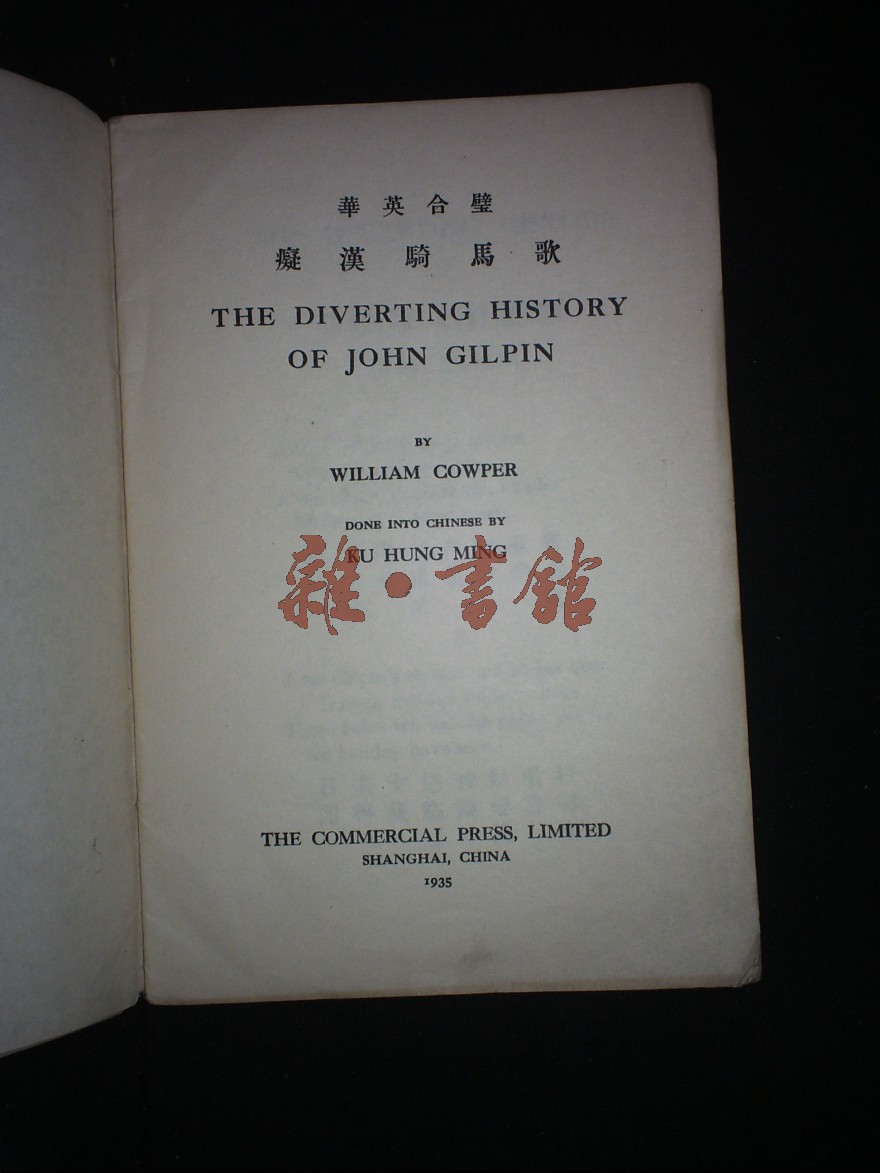 華英合璧
癡漢騎馬歌
THE DIVERTING HISTORY
OF JOHN GILPIN
BY
WILLIAM COWPER
DONE INTO CHINESE BY
KU HUNG MING
雜·書館
THE COMMERCIAL PRESS, LIMITED
SHANGHAI, CHINA
1935